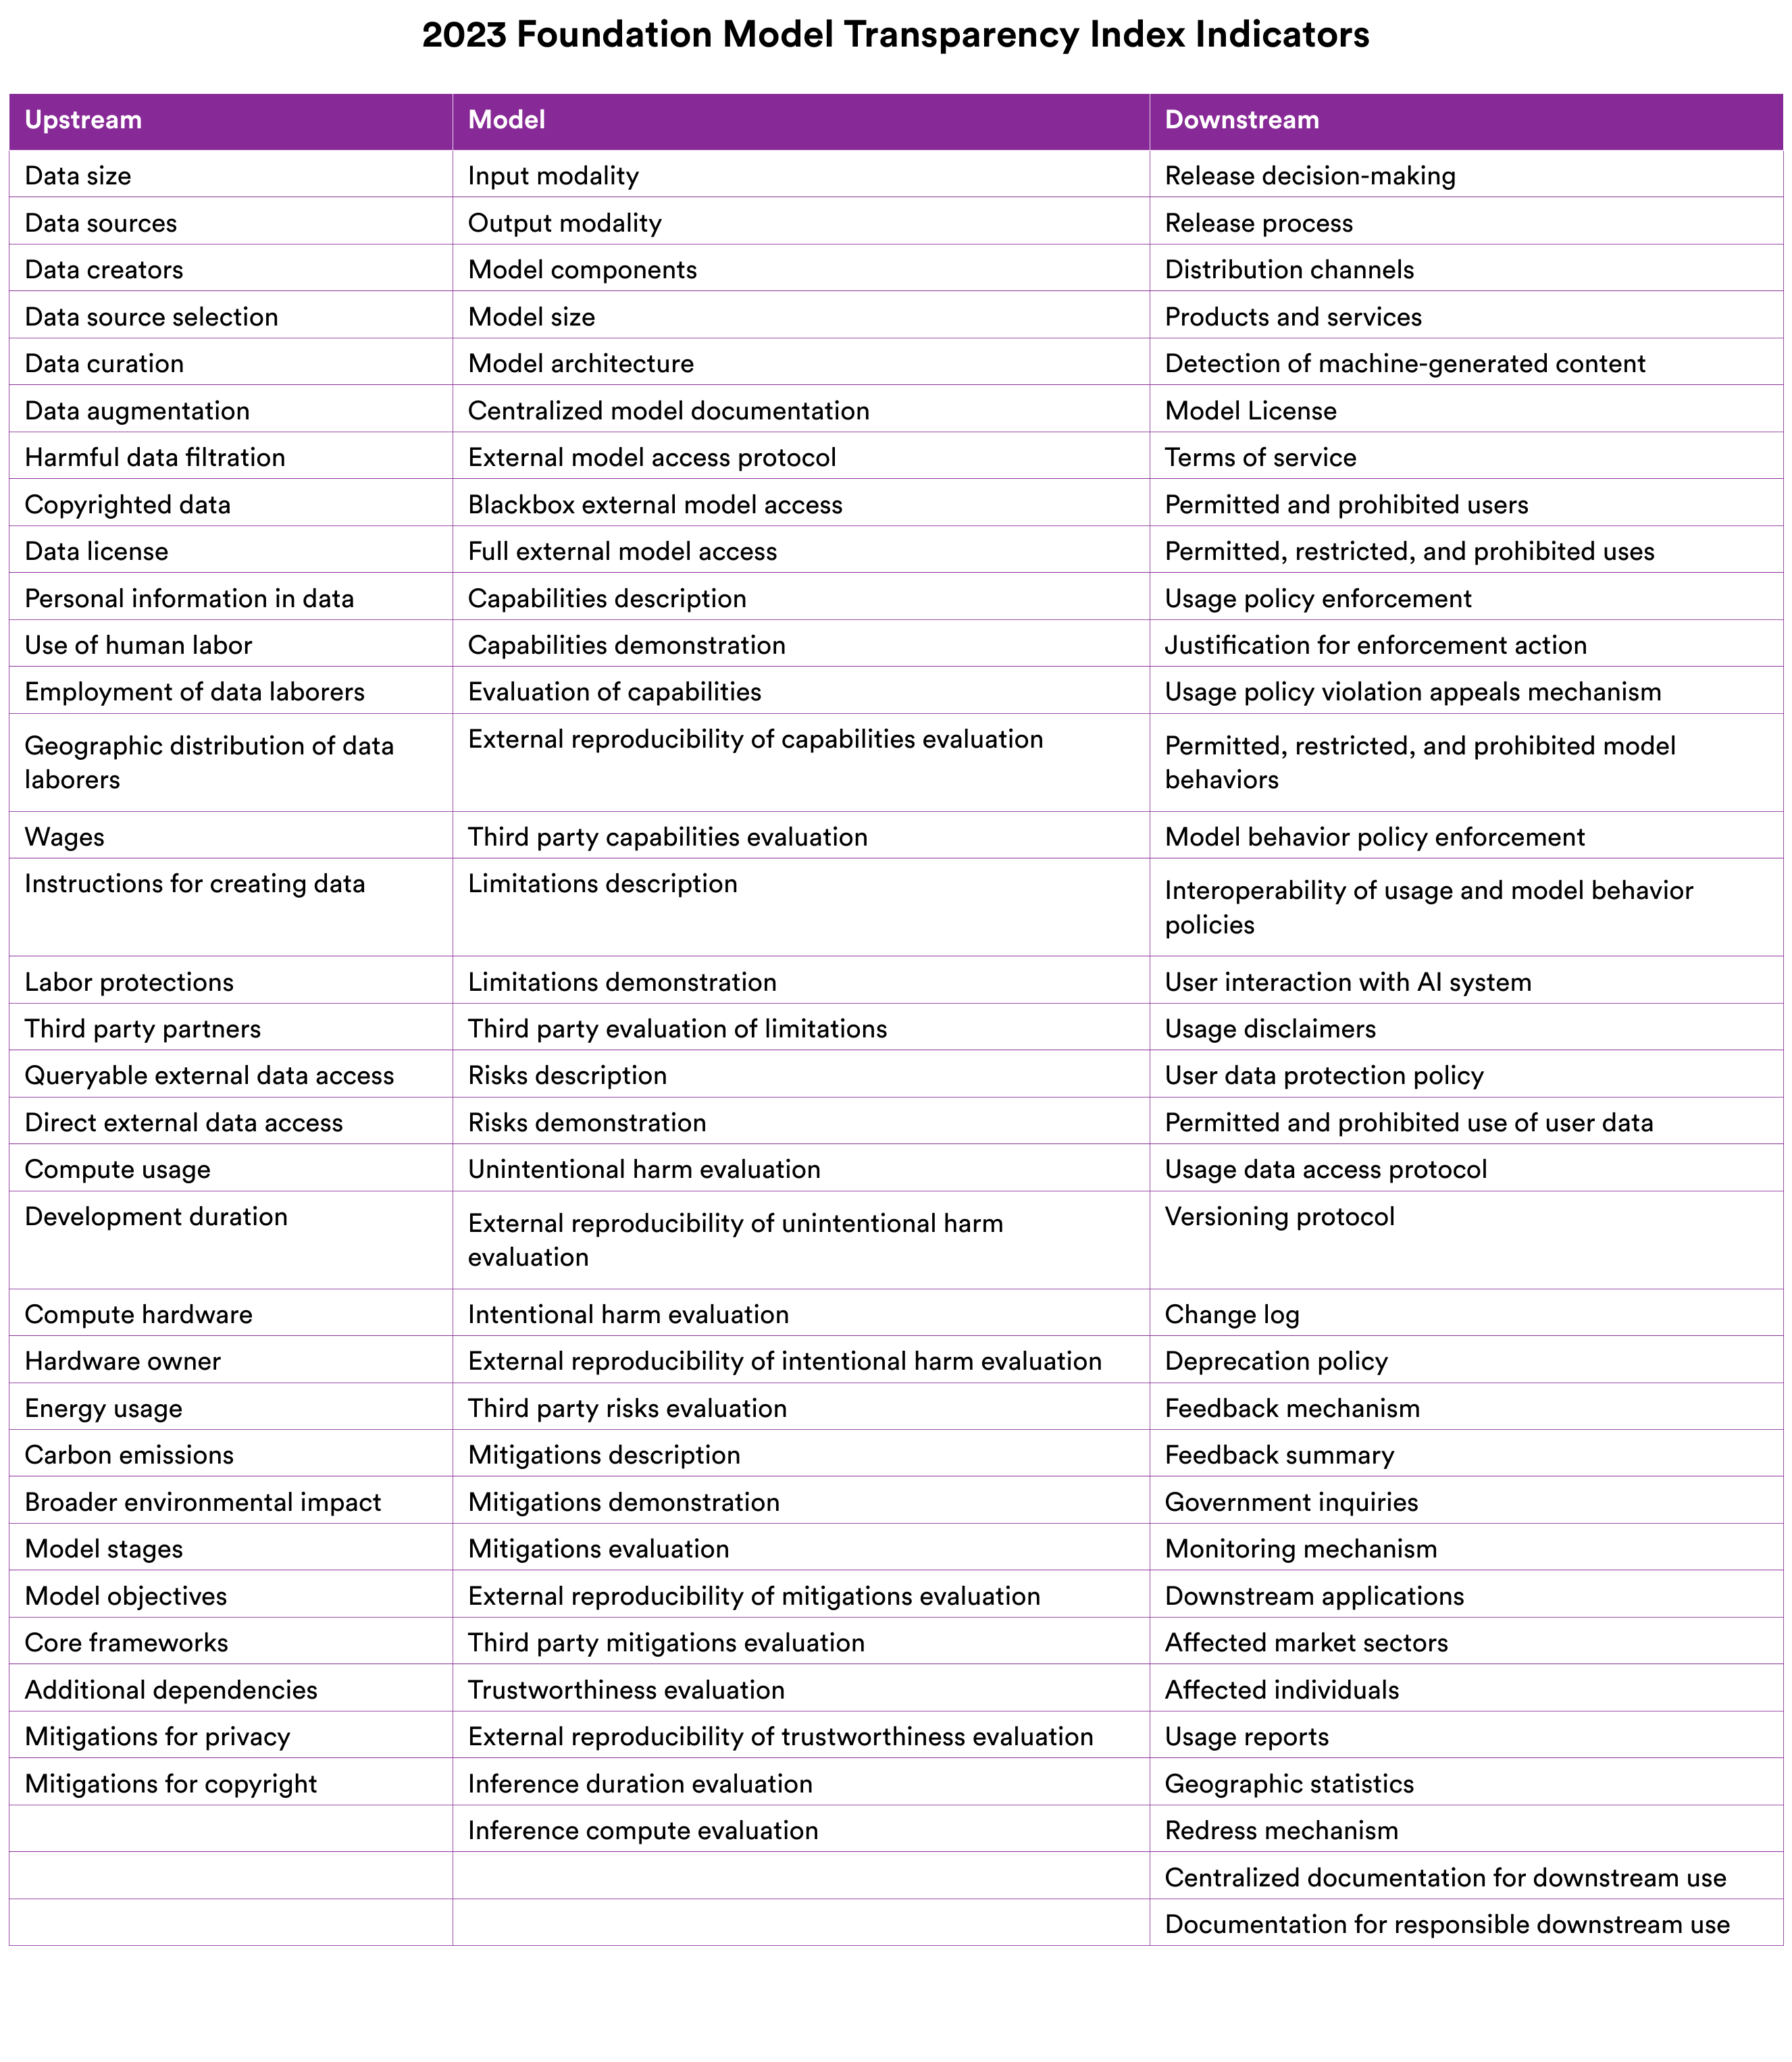 2023 Foundation Model Transparency Index Indicators
Upstream Model Downstream
Data size Input modality Release decision-making
Data sources Output modality Release process
Data creators Model components Distribution channels
Data source selection Model size Products and services
Data curation Model architecture Detection of machine-generated content
Data augmentation Centralized model documentation Model License
Harmful data filtration External model access protocol Terms of service
Copyrighted data Blackbox external model access Permitted and prohibited users
Data license Full external model access Permitted, restricted, and prohibited uses
Personal information in data Capabilities description Usage policy enforcement
Use of human labor Capabilities demonstration Justification for enforcement action
Employment of data laborers Evaluation of capabilities Usage policy violation appeals mechanism
Geographic distribution of data
laborers
External reproducibility of capabilities evaluation
Permitted, restricted, and prohibited model
behaviors
Wages Third party capabilities evaluation Model behavior policy enforcement
Instructions for creating data Limitations description
Interoperability of usage and model behavior
policies
Labor protections Limitations demonstration User interaction with AI system
Third party partners Third party evaluation of limitations Usage disclaimers
Queryable external data access Risks description User data protection policy
Direct external data access Risks demonstration Permitted and prohibited use of user data
Compute usage Unintentional harm evaluation Usage data access protocol
Development duration
External reproducibility of unintentional harm
evaluation
Versioning protocol
Compute hardware Intentional harm evaluation Change log
Hardware owner External reproducibility of intentional harm evaluation Deprecation policy
Energy usage Third party risks evaluation Feedback mechanism
Carbon emissions Mitigations description Feedback summary
Broader environmental impact Mitigations demonstration Government inquiries
Model stages Mitigations evaluation Monitoring mechanism
Model objectives External reproducibility of mitigations evaluation Downstream applications
Core frameworks Third party mitigations evaluation Affected market sectors
Additional dependencies Trustworthiness evaluation Affected individuals
Mitigations for privacy External reproducibility of trustworthiness evaluation Usage reports
Mitigations for copyright Inference duration evaluation Geographic statistics
Inference compute evaluation Redress mechanism
Centralized documentation for downstream use
Documentation for responsible downstream use